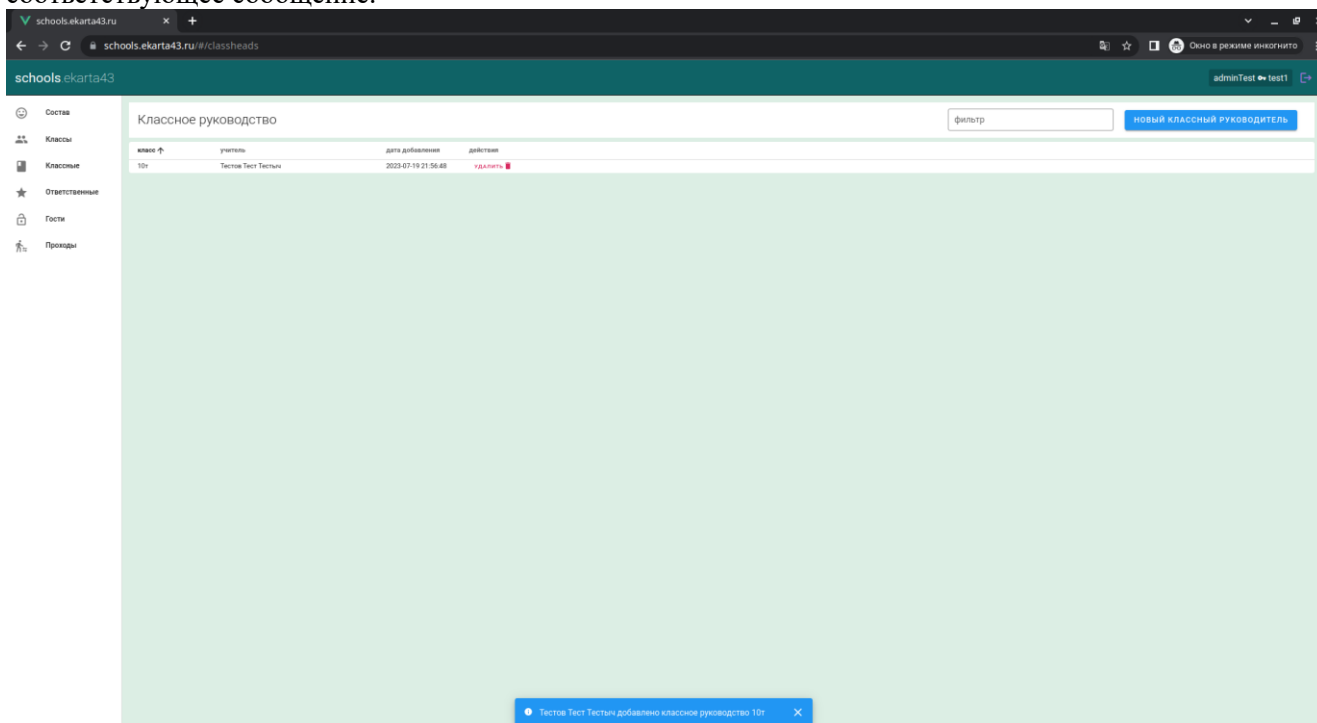 соответствующее сообщение.
schools.ekarta43.ru
schools.ekarta43.ru/#/classheads
Окно в режиме инкогнито
schools.ekarta43
adminTest test1
Состав
Классы
Классные
Ответственные
Гости
Проходы
Классное руководство
фильтр
НОВЫЙ КЛАССНЫЙ РУКОВОДИТЕЛЬ
класс учитель дата добавления действия
10т Тестов Тест Тестыч 2023-07-19 21:56:48 УДАЛИТЬ
Тестов Тест Тестыч добавлено классное руководство 10т